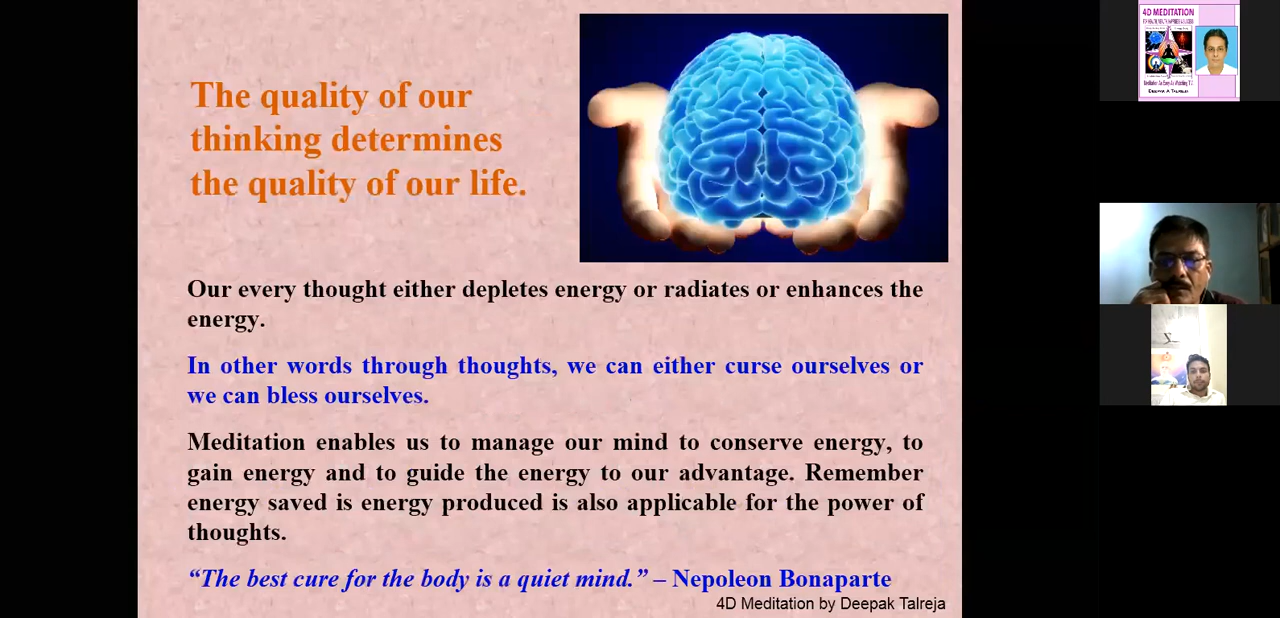 The quality of our
thinking determines
the quality of our life.
Our every thought either depletes energy or radiates or enhances the
energy.
In other words through thoughts, we can either curse ourselves or
we can bless ourselves.
Meditation enables us to manage our mind to conserve energy, to
gain energy and to guide the energy to our advantage. Remember
energy saved is energy produced is also applicable for the power of
thoughts.
“The best cure for the body is a quiet mind.” – Nepoleon Bonaparte
4D Meditation by Deepak Talreja
4D MEDITATION
DEEPAK A TALREJA